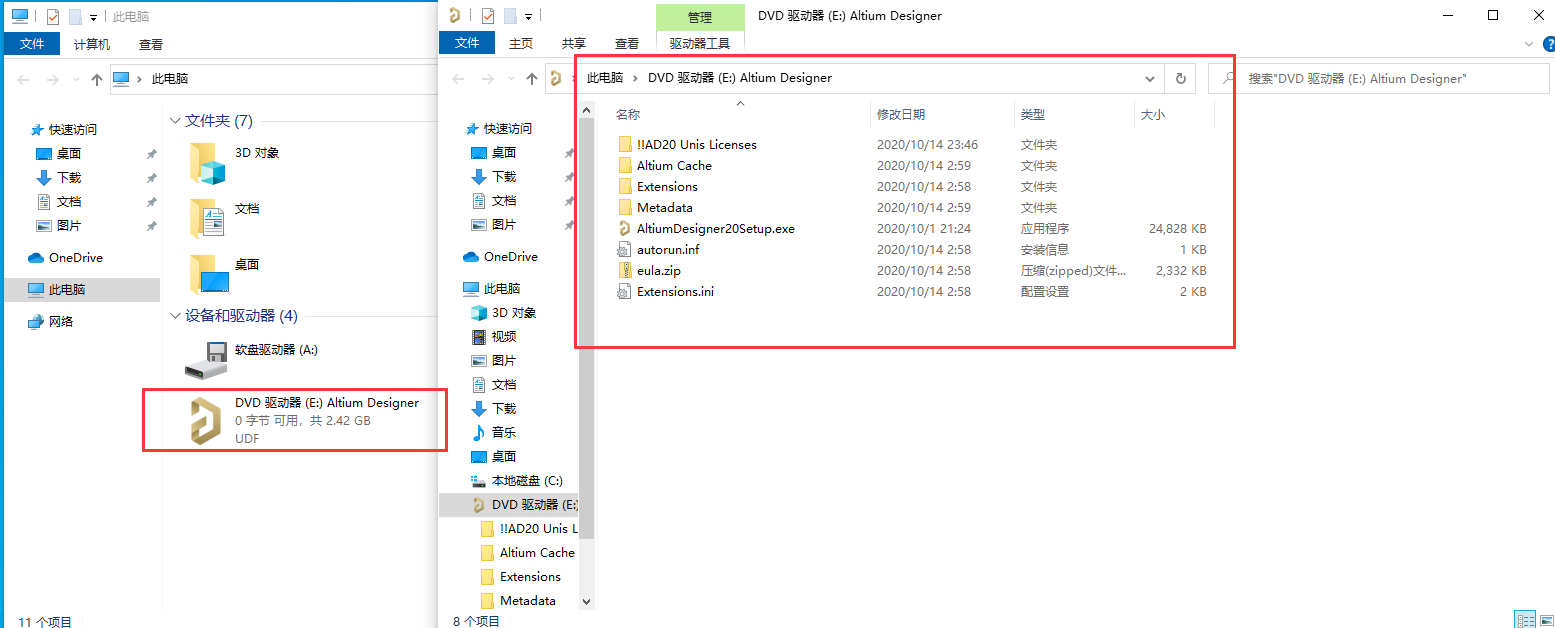 此电脑
文件 计算机 查看
此电脑
快速访问
桌面
下载
文档
图片
OneDrive
此电脑
网络
文件夹 (7)
3D 对象
文档
桌面
设备和驱动器 (4)
软盘驱动器 (A:)
DVD 驱动器 (E:) Altium Designer
0 字节 可用，共 2.42 GB
UDF
11 个项目
管理 DVD 驱动器 (E:) Altium Designer
文件 主页 共享 查看 驱动器工具
此电脑 DVD 驱动器 (E:) Altium Designer
搜索"DVD 驱动器 (E:) Altium Designer"
快速访问
桌面
下载
文档
图片
OneDrive
此电脑
3D 对象
视频
图片
文档
下载
音乐
桌面
本地磁盘 (C:)
DVD 驱动器 (E:)
!!AD20 Unis L
Altium Cache
Extensions
Metadata
名称 修改日期 类型 大小
!!AD20 Unis Licenses 2020/10/14 23:46 文件夹
Altium Cache 2020/10/14 2:59 文件夹
Extensions 2020/10/14 2:58 文件夹
Metadata 2020/10/14 2:59 文件夹
AltiumDesigner20Setup.exe 2020/10/1 21:24 应用程序 24,828 KB
autorun.inf 2020/10/14 2:58 安装信息 1 KB
eula.zip 2020/10/14 2:58 压缩(zipped)文件... 2,332 KB
Extensions.ini 2020/10/14 2:58 配置设置 2 KB
8 个项目